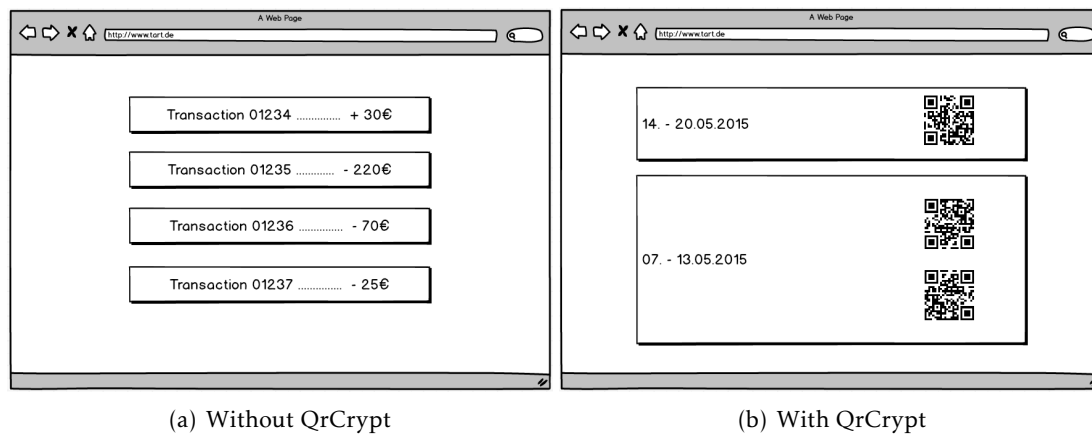 A Web Page
http://www.tart.de
Transaction 01234 .............. + 30€
Transaction 01235 ............ - 220€
Transaction 01236 .............. - 70€
Transaction 01237 .............. - 25€
(a) Without QrCrypt
A Web Page
http://www.tart.de
14. - 20.05.2015
07. - 13.05.2015
(b) With QrCrypt